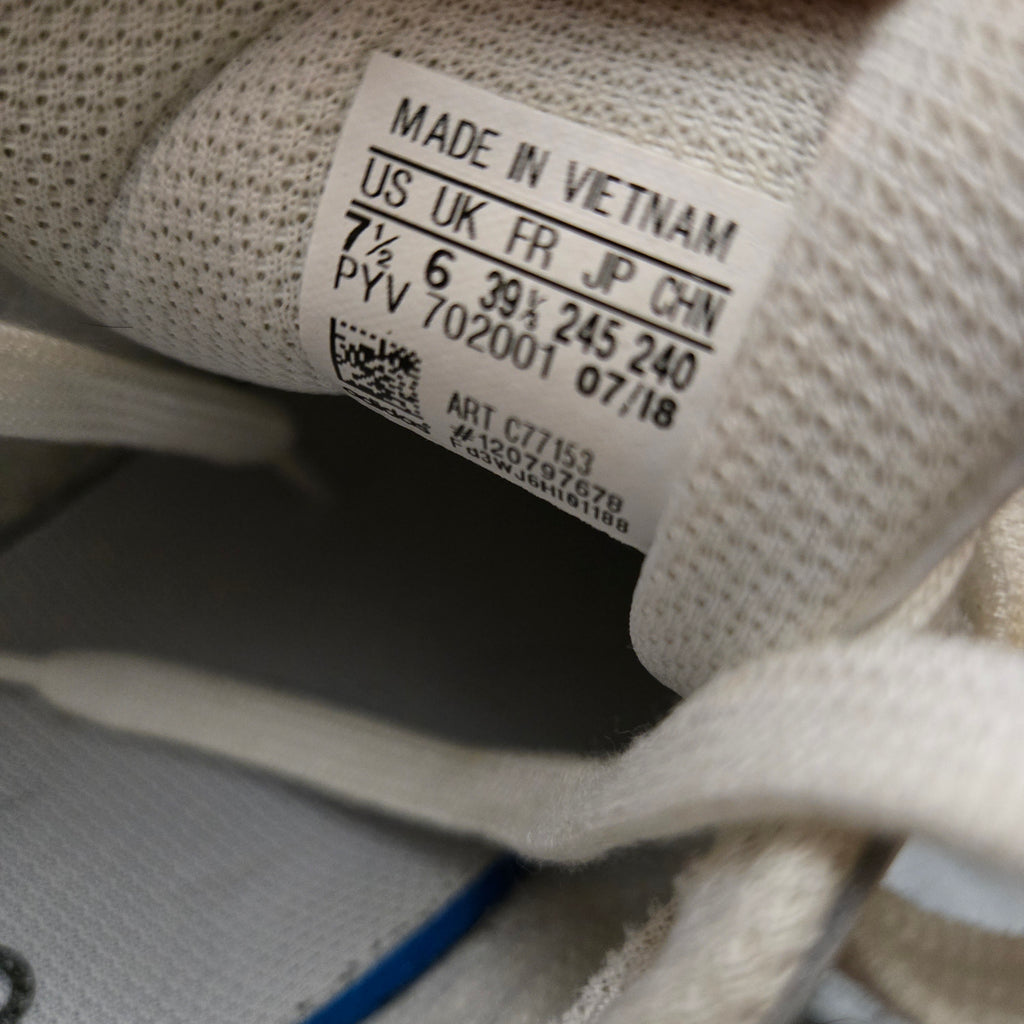 MADE IN VIETNAM
US UK FR JP CHN
7½ 6 39⅓ 245 240
PYV 702001 07/18
ART C77153
#120797678